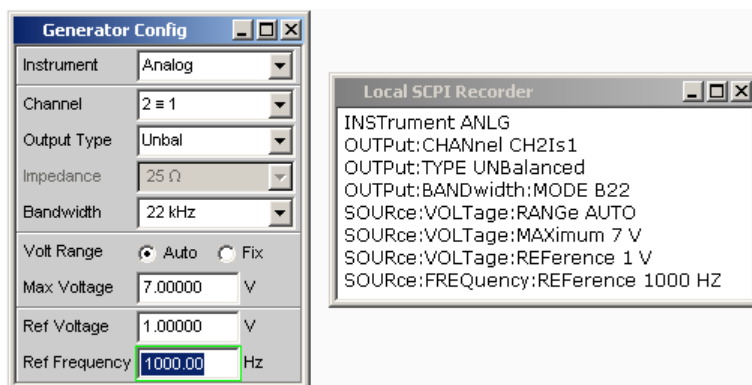 Generator Config
Instrument Analog
Channel 2 ≡ 1
Output Type Unbal
Impedance 25 Ω
Bandwidth 22 kHz
Volt Range Auto Fix
Max Voltage 7.00000 V
Ref Voltage 1.00000 V
Ref Frequency 1000.00 Hz
Local SCPI Recorder
INSTrument ANLG
OUTPut:CHANnel CH2Is1
OUTPut:TYPE UNBalanced
OUTPut:BANDwidth:MODE B22
SOURce:VOLTage:RANGe AUTO
SOURce:VOLTage:MAXimum 7 V
SOURce:VOLTage:REFerence 1 V
SOURce:FREQuency:REFerence 1000 HZ